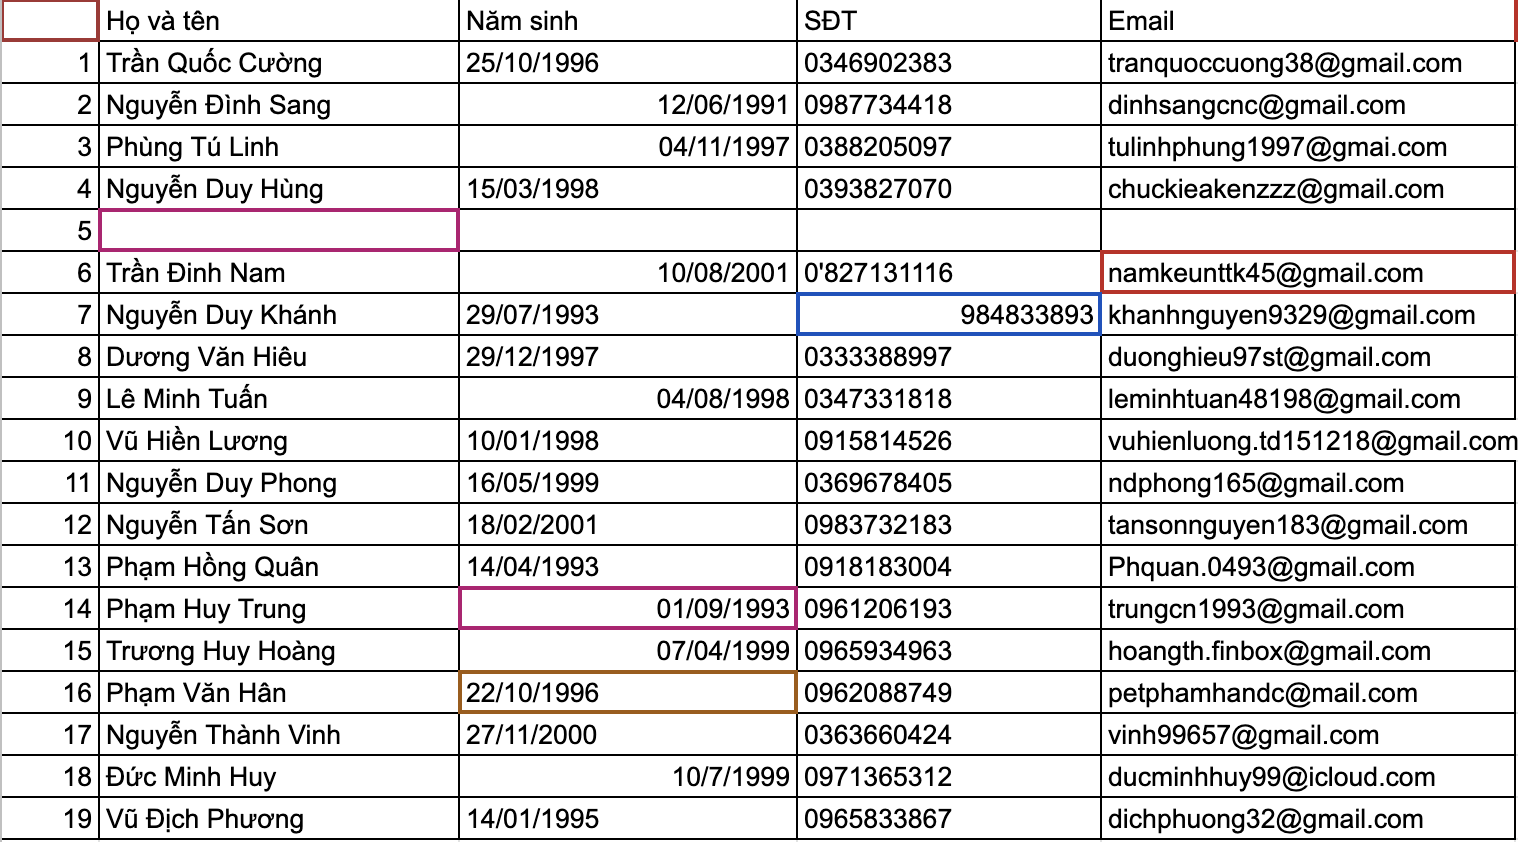 Họ và tên Năm sinh SĐT Email
1 Trần Quốc Cường 25/10/1996 0346902383 tranquoccuong38@gmail.com
2 Nguyễn Đình Sang 12/06/1991 0987734418 dinhsangcnc@gmail.com
3 Phùng Tú Linh 04/11/1997 0388205097 tulinhphung1997@gmai.com
4 Nguyễn Duy Hùng 15/03/1998 0393827070 chuckieakenzzz@gmail.com
5
6 Trần Đinh Nam 10/08/2001 0'827131116 namkeunttk45@gmail.com
7 Nguyễn Duy Khánh 29/07/1993 984833893 khanhnguyen9329@gmail.com
8 Dương Văn Hiêu 29/12/1997 0333388997 duonghieu97st@gmail.com
9 Lê Minh Tuấn 04/08/1998 0347331818 leminhtuan48198@gmail.com
10 Vũ Hiền Lương 10/01/1998 0915814526 vuhienluong.td151218@gmail.com
11 Nguyễn Duy Phong 16/05/1999 0369678405 ndphong165@gmail.com
12 Nguyễn Tấn Sơn 18/02/2001 0983732183 tansonnguyen183@gmail.com
13 Phạm Hồng Quân 14/04/1993 0918183004 Phquan.0493@gmail.com
14 Phạm Huy Trung 01/09/1993 0961206193 trungcn1993@gmail.com
15 Trương Huy Hoàng 07/04/1999 0965934963 hoangth.finbox@gmail.com
16 Phạm Văn Hân 22/10/1996 0962088749 petphamhandc@mail.com
17 Nguyễn Thành Vinh 27/11/2000 0363660424 vinh99657@gmail.com
18 Đức Minh Huy 10/7/1999 0971365312 ducminhhuy99@icloud.com
19 Vũ Địch Phương 14/01/1995 0965833867 dichphuong32@gmail.com